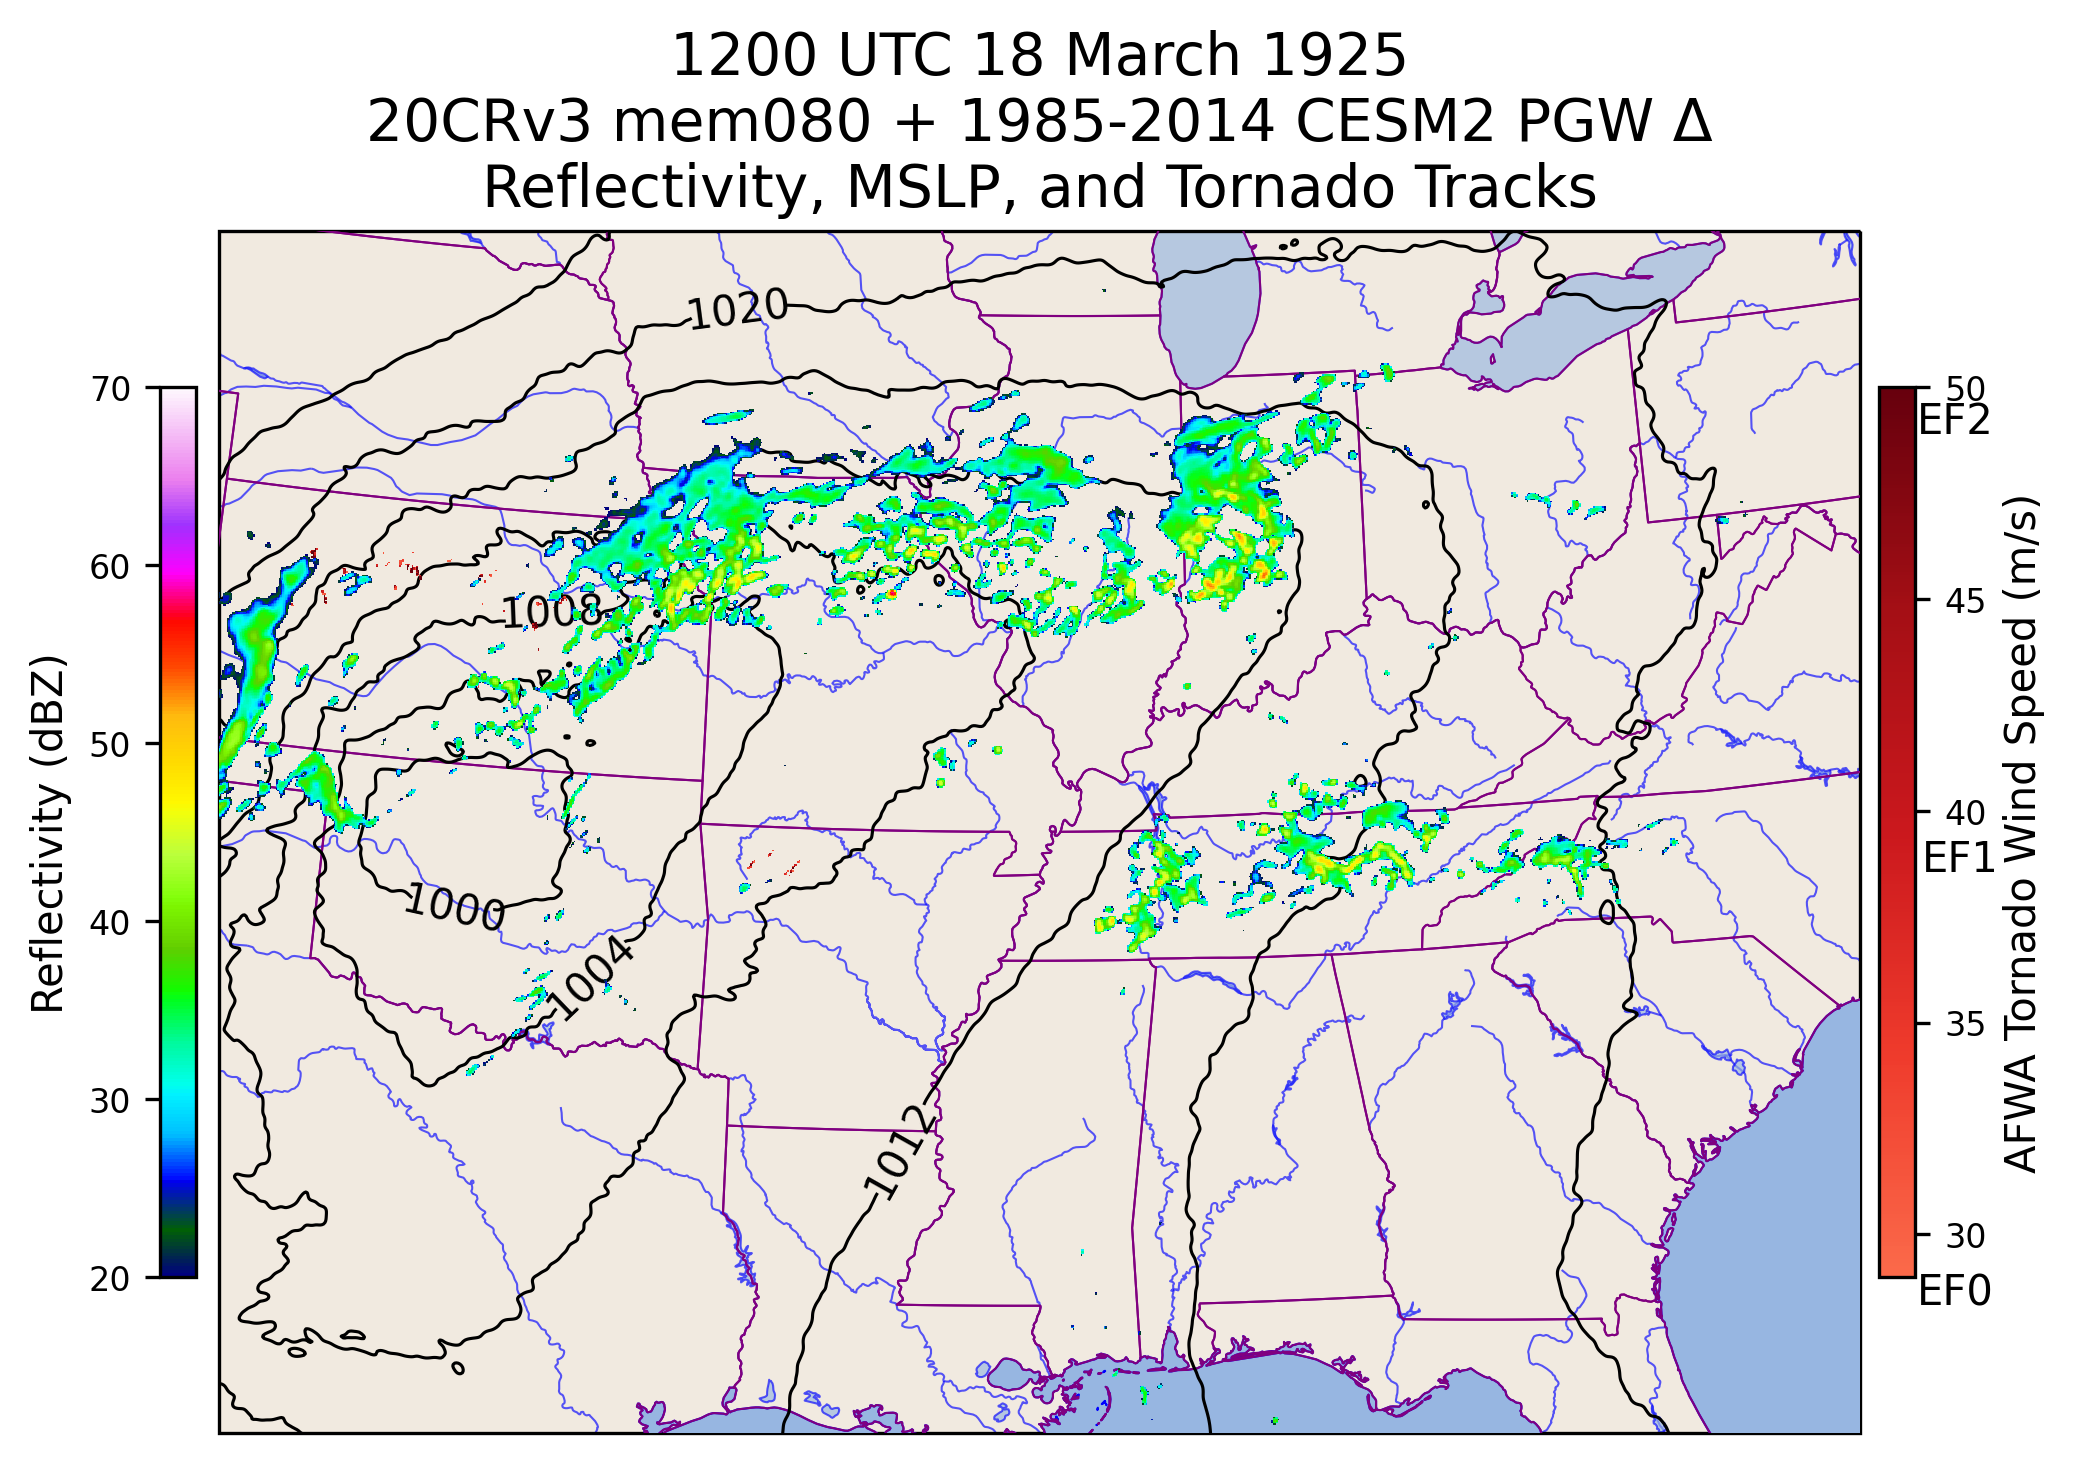 1200 UTC 18 March 1925
20CRv3 mem080 + 1985-2014 CESM2 PGW Δ
Reflectivity, MSLP, and Tornado Tracks
70
60
50
40
30
20
Reflectivity (dBZ)
1020
1008
1000
1004
1012
50
EF2
45
40
EF1
35
30
EF0
AFWA Tornado Wind Speed (m/s)